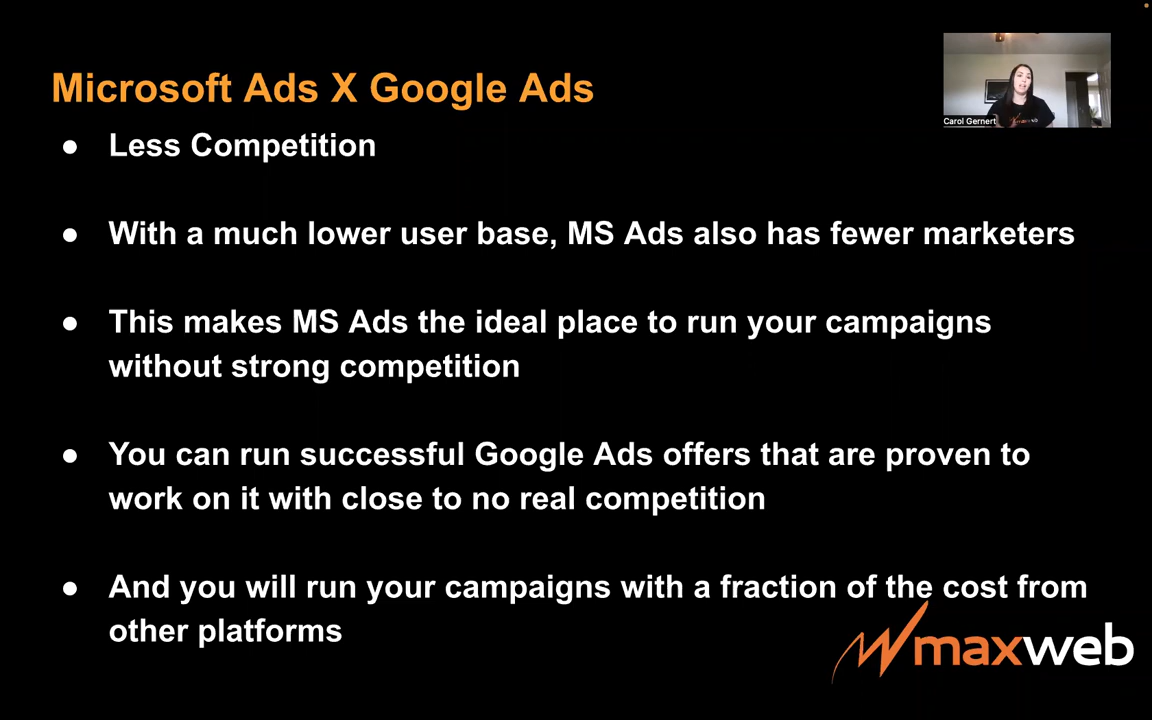 Microsoft Ads X Google Ads
Carol Gernert
maxweb
● Less Competition
● With a much lower user base, MS Ads also has fewer marketers
● This makes MS Ads the ideal place to run your campaigns
without strong competition
● You can run successful Google Ads offers that are proven to
work on it with close to no real competition
● And you will run your campaigns with a fraction of the cost from
other platforms
maxweb